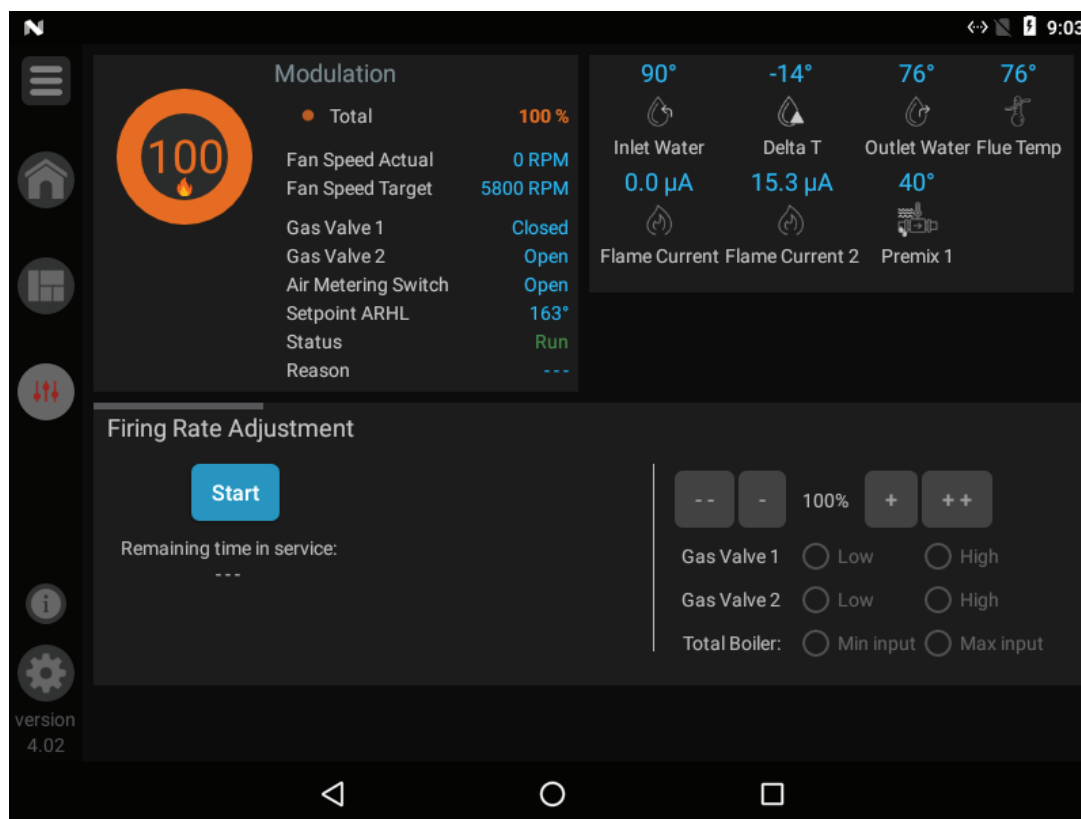 9:03
Modulation
100
Total 100 %
Fan Speed Actual 0 RPM
Fan Speed Target 5800 RPM
Gas Valve 1 Closed
Gas Valve 2 Open
Air Metering Switch Open
Setpoint ARHL 163°
Status Run
Reason ---
90° -14° 76° 76°
Inlet Water Delta T Outlet Water Flue Temp
0.0 µA 15.3 µA 40°
Flame Current Flame Current 2 Premix 1
Firing Rate Adjustment
Start
Remaining time in service:
---
-- - 100% + ++
Gas Valve 1 Low High
Gas Valve 2 Low High
Total Boiler: Min input Max input
version
4.02